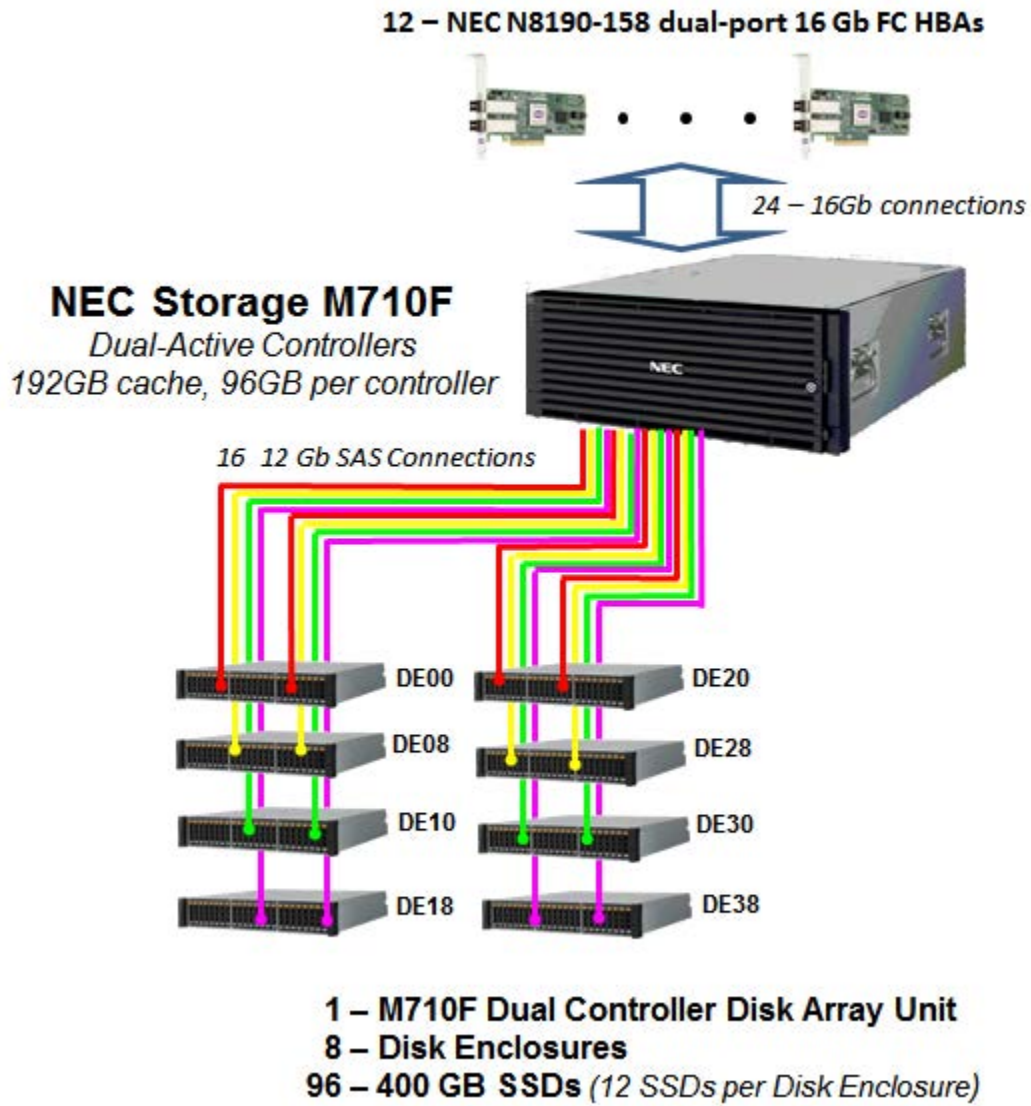 12 – NEC N8190-158 dual-port 16 Gb FC HBAs
24 – 16Gb connections
NEC Storage M710F
Dual-Active Controllers
192GB cache, 96GB per controller
NEC
16 12 Gb SAS Connections
DE00
DE20
DE08
DE28
DE10
DE30
DE18
DE38
1 – M710F Dual Controller Disk Array Unit
8 – Disk Enclosures
96 – 400 GB SSDs (12 SSDs per Disk Enclosure)